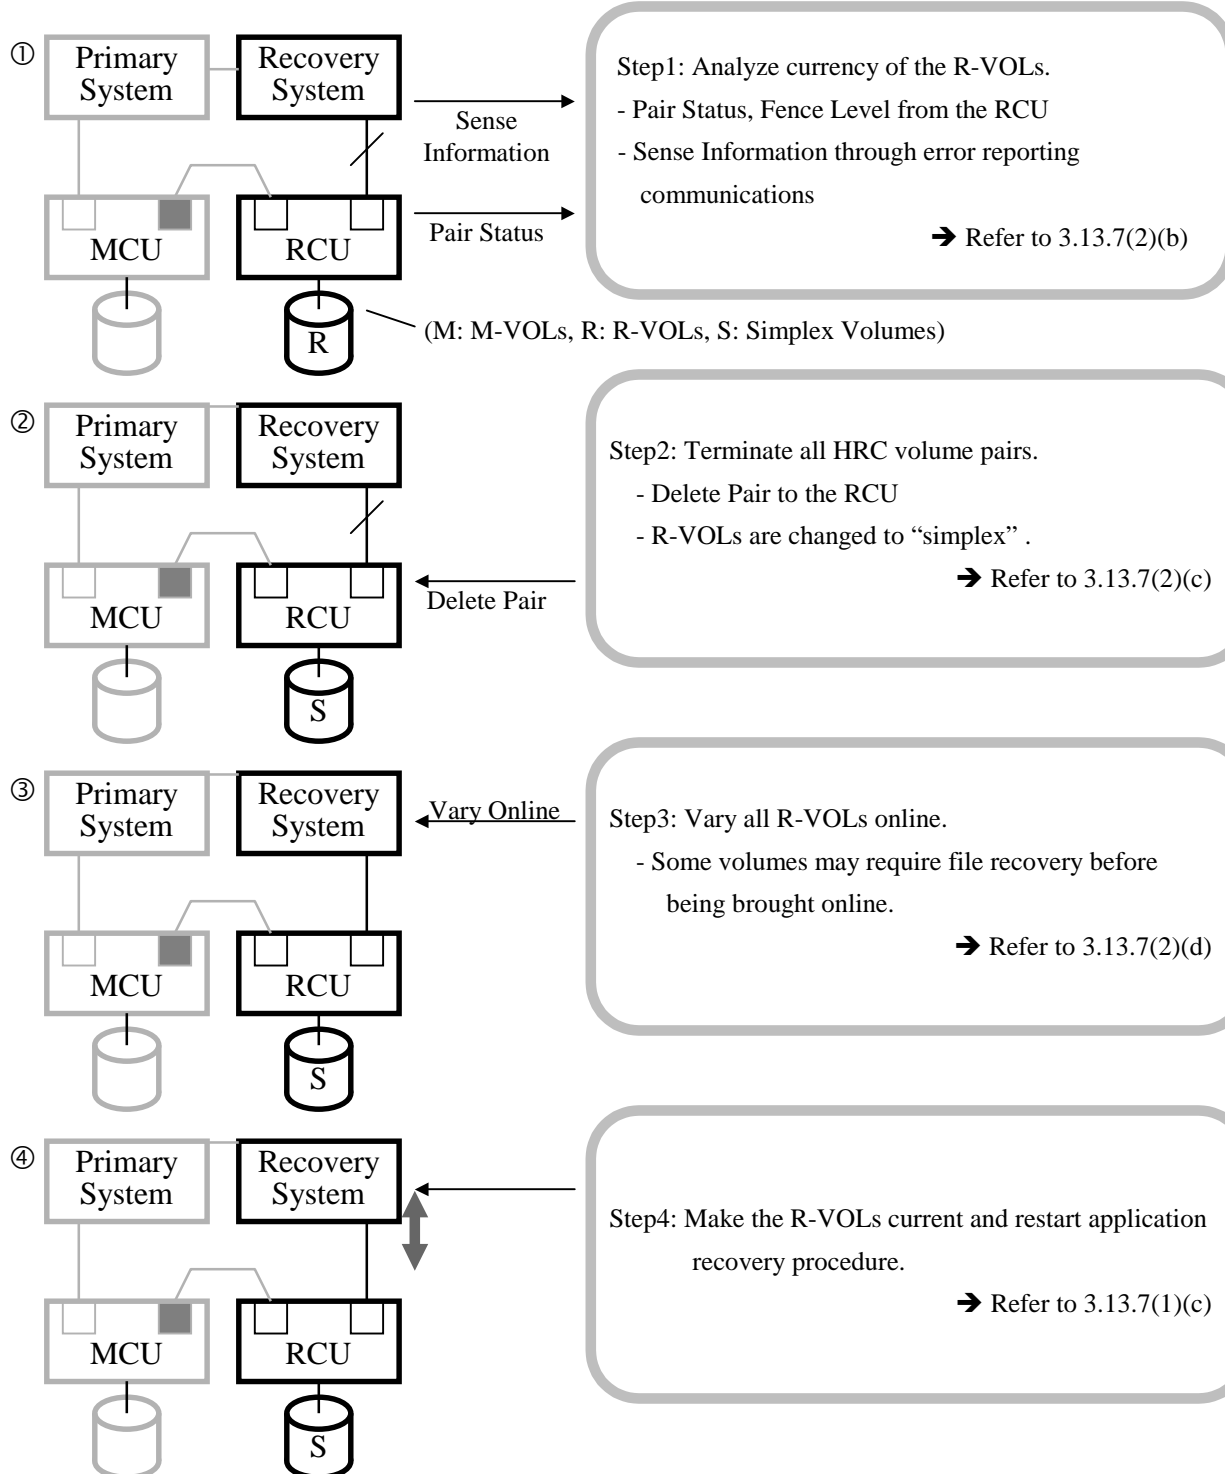 ①
Primary
System
Recovery
System
Sense
Information
Pair Status
MCU
RCU
R
(M: M-VOLs, R: R-VOLs, S: Simplex Volumes)
Step1: Analyze currency of the R-VOLs.
- Pair Status, Fence Level from the RCU
- Sense Information through error reporting
communications
➔ Refer to 3.13.7(2)(b)
②
Primary
System
Recovery
System
MCU
RCU
Delete Pair
S
Step2: Terminate all HRC volume pairs.
- Delete Pair to the RCU
- R-VOLs are changed to “simplex” .
➔ Refer to 3.13.7(2)(c)
③
Primary
System
Recovery
System
Vary Online
MCU
RCU
S
Step3: Vary all R-VOLs online.
- Some volumes may require file recovery before
being brought online.
➔ Refer to 3.13.7(2)(d)
④
Primary
System
Recovery
System
MCU
RCU
S
Step4: Make the R-VOLs current and restart application
recovery procedure.
➔ Refer to 3.13.7(1)(c)